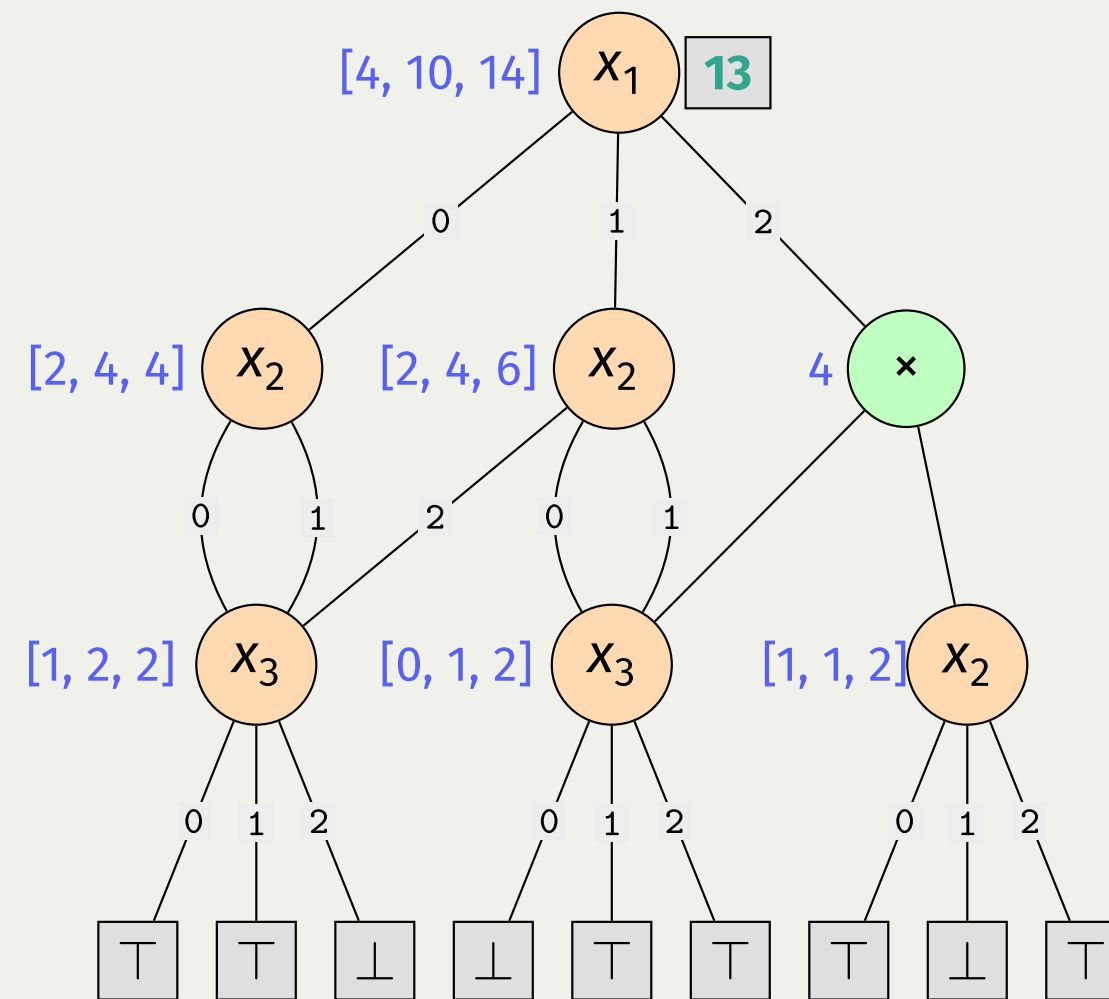 [4, 10, 14] x₁ 13
0 1 2
[2, 4, 4] x₂ [2, 4, 6] x₂ 4 ×
0 1 2 0 1
[1, 2, 2] x₃ [0, 1, 2] x₃ [1, 1, 2] x₂
0 1 2 0 1 2 0 1 2
⊤ ⊤ ⊥ ⊥ ⊤ ⊤ ⊤ ⊥ ⊤